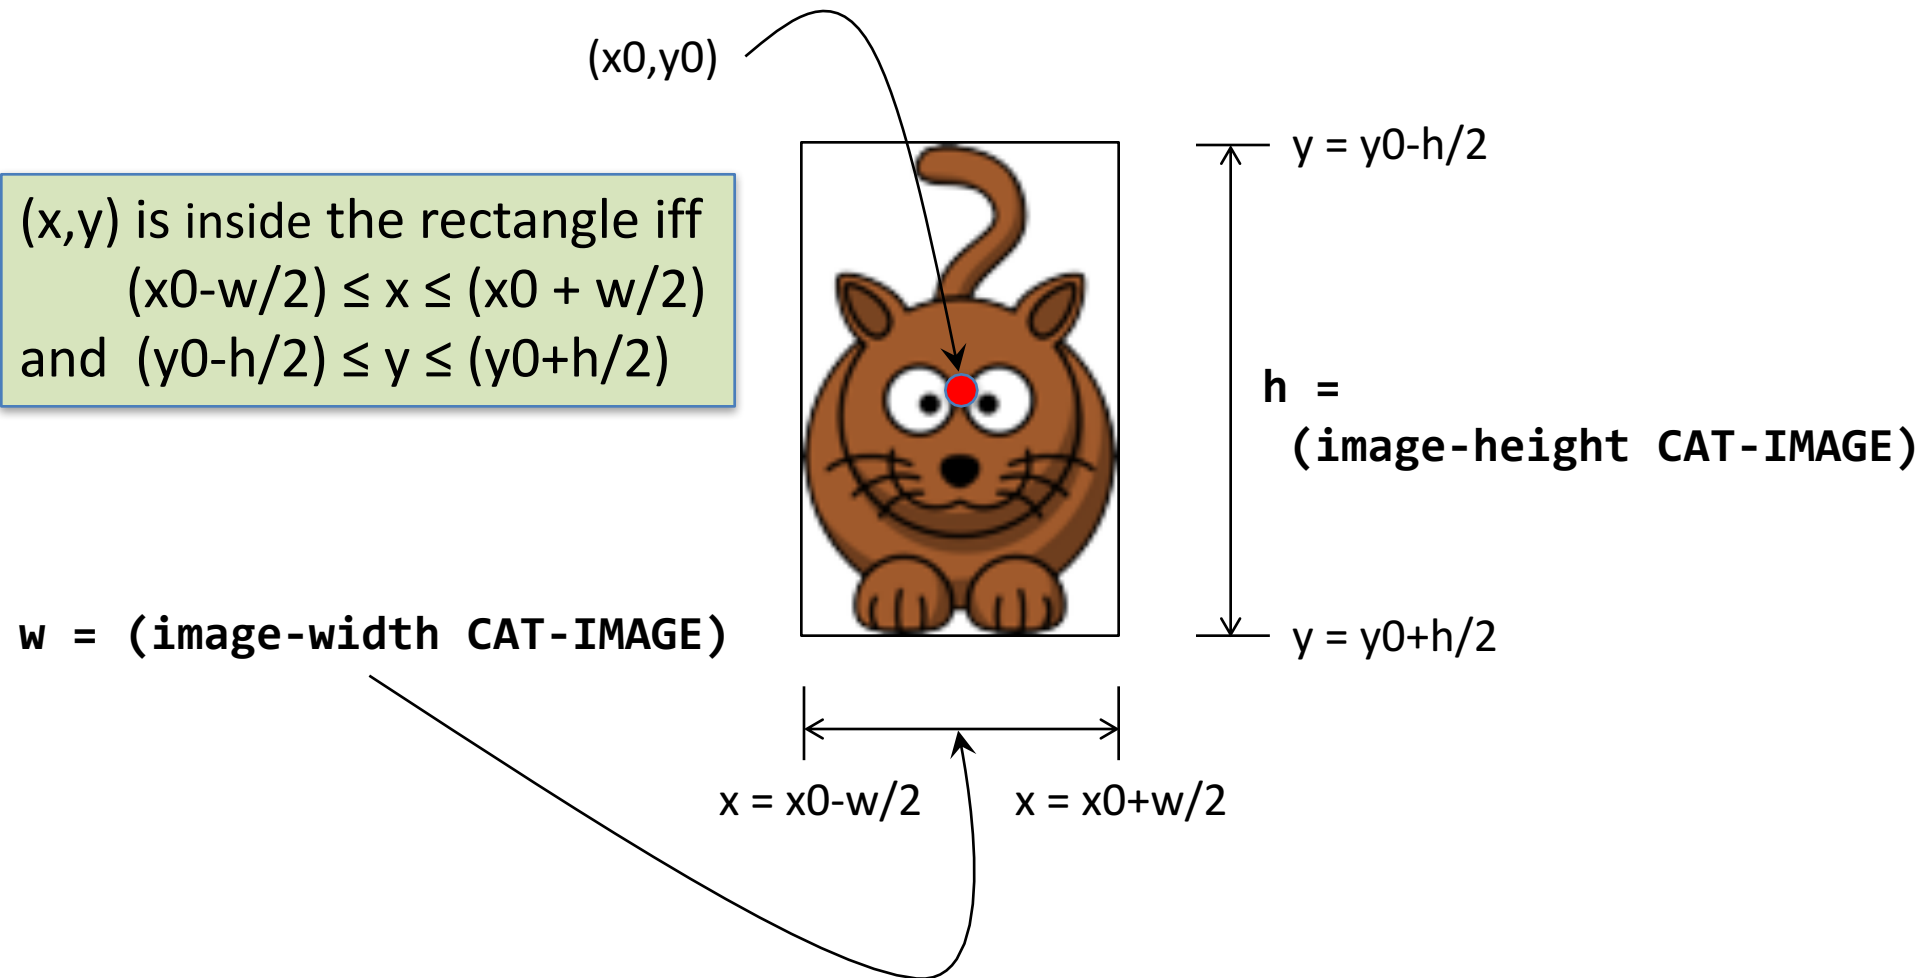 (x0,y0)
y = y0-h/2
(x,y) is inside the rectangle iff
(x0-w/2) ≤ x ≤ (x0 + w/2)
and (y0-h/2) ≤ y ≤ (y0+h/2)
h =
(image-height CAT-IMAGE)
w = (image-width CAT-IMAGE)
y = y0+h/2
x = x0-w/2
x = x0+w/2